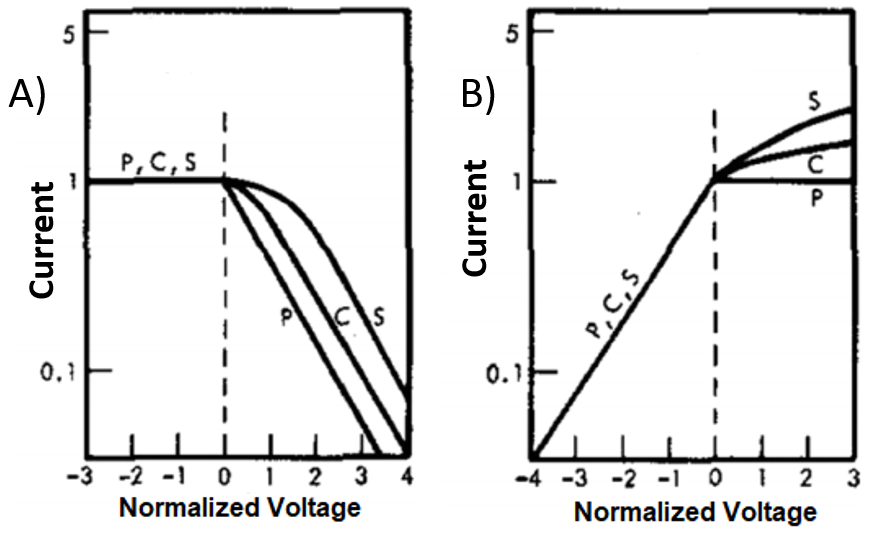 A)
5
P, C, S
1
Current
P
C
S
0.1
-3 -2 -1 0 1 2 3 4
Normalized Voltage
B)
5
S
1
C
P
Current
P, C, S
0.1
-4 -3 -2 -1 0 1 2 3
Normalized Voltage